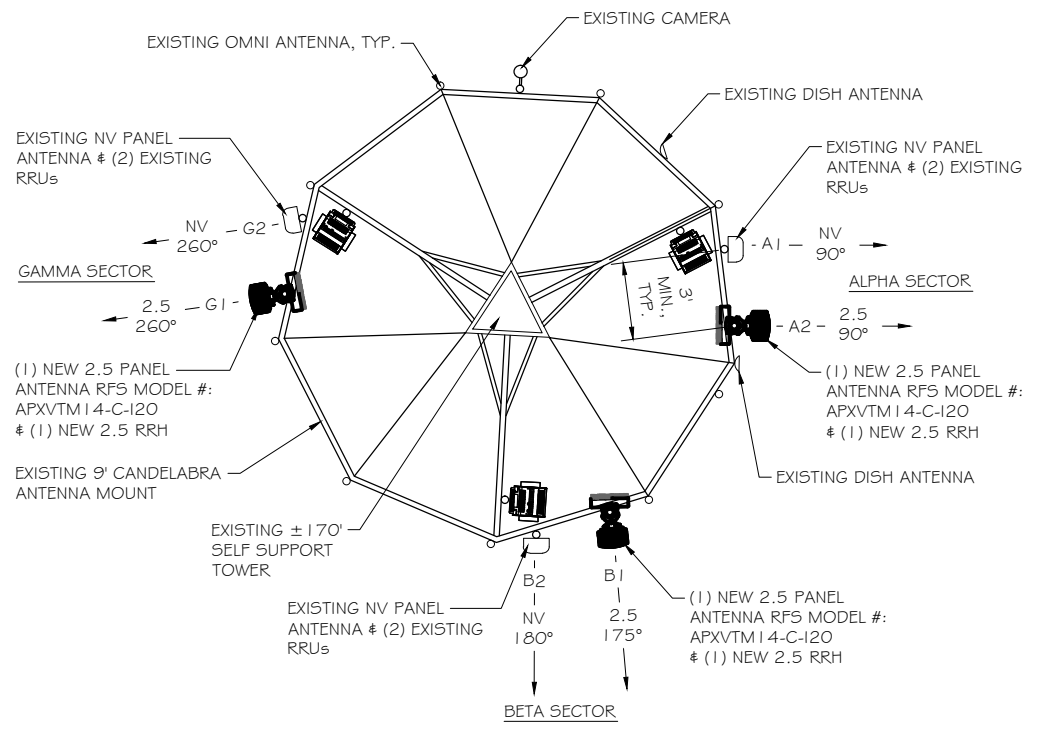 EXISTING CAMERA
EXISTING OMNI ANTENNA, TYP.
EXISTING DISH ANTENNA
EXISTING NV PANEL
ANTENNA & (2) EXISTING
RRUs
EXISTING NV PANEL
ANTENNA & (2) EXISTING
RRUs
NV
260°
G2
A1
NV
90°
GAMMA SECTOR
ALPHA SECTOR
3'
MIN.,
TYP.
2.5
260°
G1
A2
2.5
90°
(1) NEW 2.5 PANEL
ANTENNA RFS MODEL #:
APXVTM14-C-I20
& (1) NEW 2.5 RRH
(1) NEW 2.5 PANEL
ANTENNA RFS MODEL #:
APXVTM14-C-I20
& (1) NEW 2.5 RRH
EXISTING 9' CANDELABRA
ANTENNA MOUNT
EXISTING DISH ANTENNA
EXISTING ±170'
SELF SUPPORT
TOWER
EXISTING NV PANEL
ANTENNA & (2) EXISTING
RRUs
B2
NV
180°
B1
2.5
175°
(1) NEW 2.5 PANEL
ANTENNA RFS MODEL #:
APXVTM14-C-I20
& (1) NEW 2.5 RRH
BETA SECTOR